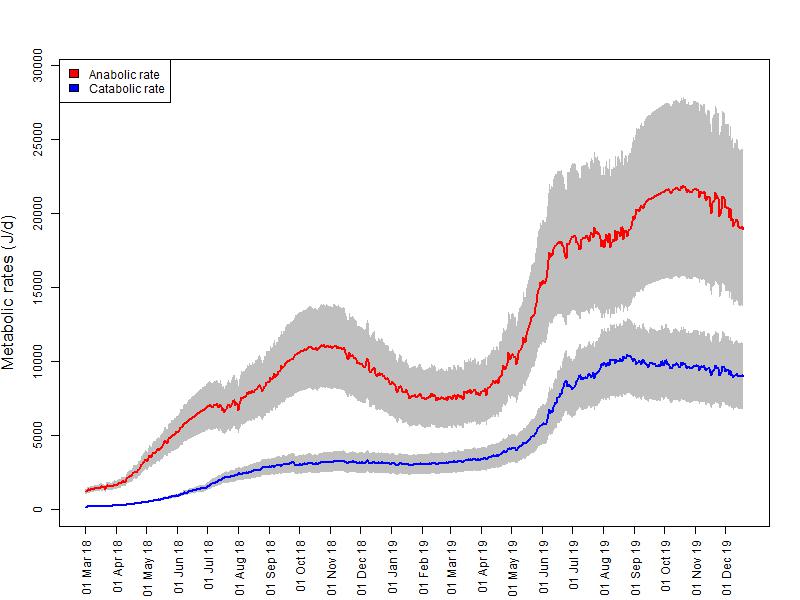 Anabolic rate
Catabolic rate
Metabolic rates (J/d)
30000
25000
20000
15000
10000
5000
0
01 Mar 18
01 Apr 18
01 May 18
01 Jun 18
01 Jul 18
01 Aug 18
01 Sep 18
01 Oct 18
01 Nov 18
01 Dec 18
01 Jan 19
01 Feb 19
01 Mar 19
01 Apr 19
01 May 19
01 Jun 19
01 Jul 19
01 Aug 19
01 Sep 19
01 Oct 19
01 Nov 19
01 Dec 19